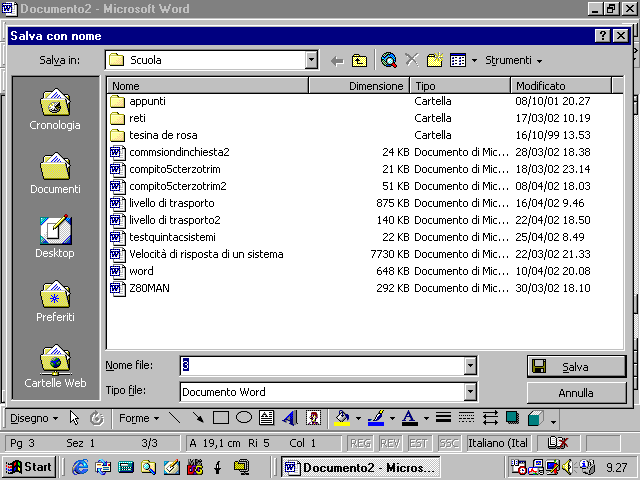 Documento2 - Microsoft Word
Salva con nome
Salva in: Scuola Strumenti
Nome Dimensione Tipo Modificato
appunti Cartella 08/10/01 20.27
reti Cartella 17/03/02 10.19
tesina de rosa Cartella 16/10/99 13.53
commsiondinchiesta2 24 KB Documento di Mic... 28/03/02 18.38
compito5cterzotrim 21 KB Documento di Mic... 18/03/02 23.14
compito5cterzotrim2 51 KB Documento di Mic... 08/04/02 18.03
livello di trasporto 875 KB Documento di Mic... 16/04/02 9.46
livello di trasporto2 140 KB Documento di Mic... 22/04/02 18.50
testquintacsistemi 22 KB Documento di Mic... 25/04/02 8.49
Velocità di risposta di un sistema 7730 KB Documento di Mic... 22/03/02 21.33
word 648 KB Documento di Mic... 10/04/02 20.08
Z80MAN 292 KB Documento di Mic... 30/03/02 18.10
Cronologia
Documenti
Desktop
Preferiti
Cartelle Web
Nome file: 3 Salva
Tipo file: Documento Word Annulla
Disegno Forme
Pg 3 Sez 1 3/3 A 19,1 cm Ri 5 Col 1 REG REV EST SSC Italiano (Ital
Start Documento2 - Micros... 9.27